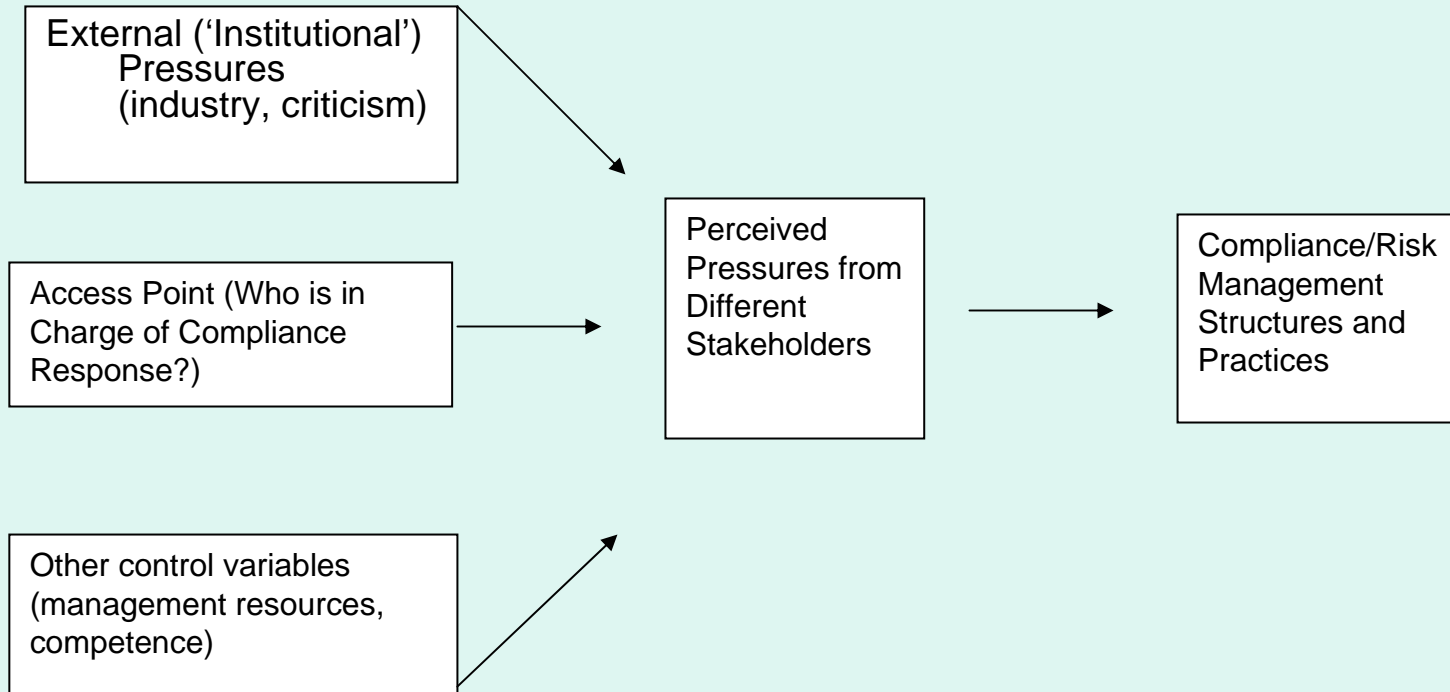 External (‘Institutional’)
Pressures
(industry, criticism)
Access Point (Who is in
Charge of Compliance
Response?)
Other control variables
(management resources,
competence)
Perceived
Pressures from
Different
Stakeholders
Compliance/Risk
Management
Structures and
Practices